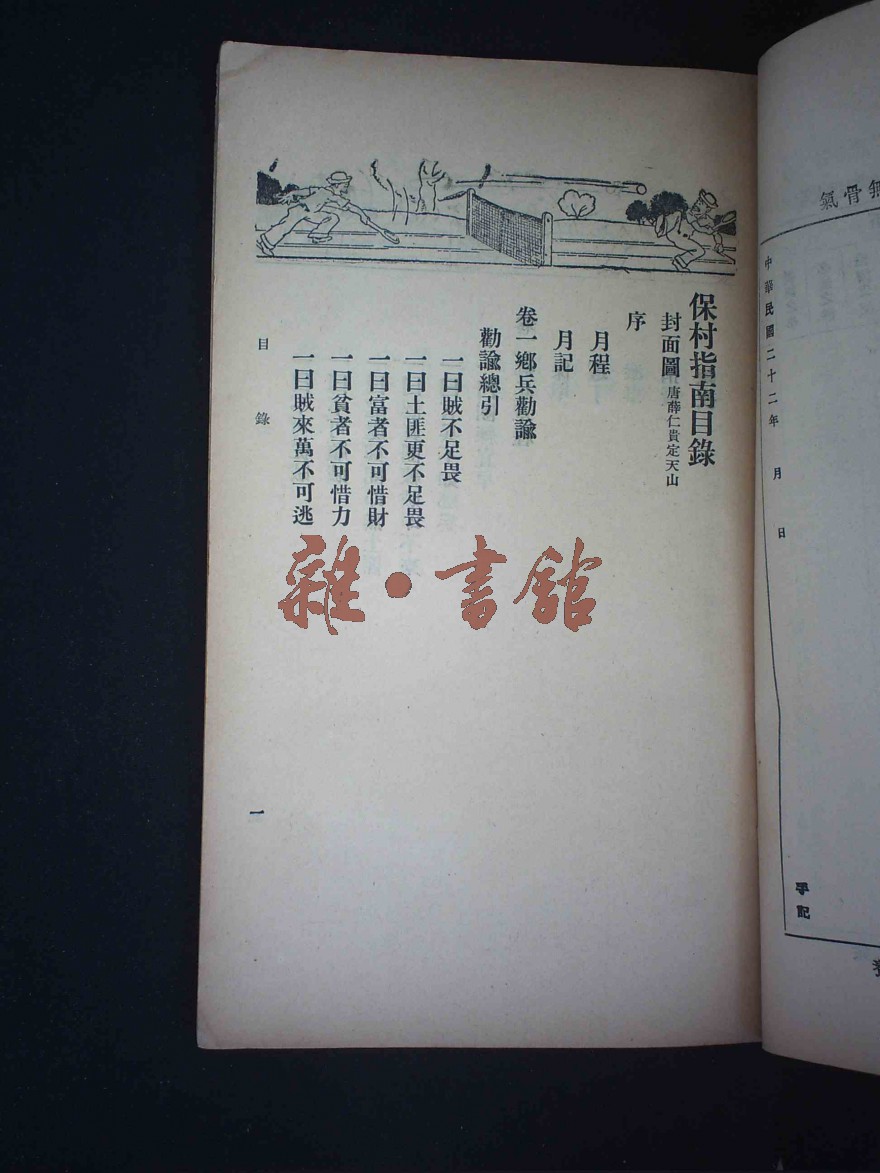 保村指南目錄
封面圖 唐薛仁貴定天山
序
月程
月記
卷一鄉兵勸諭
勸諭總引
一曰賊不足畏
一曰土匪更不足畏
一曰富者不可惜財
一曰貧者不可惜力
一曰賊來萬不可逃
目錄
一
雜·書館
氣骨無
中華民國二十二年 月 日
手記